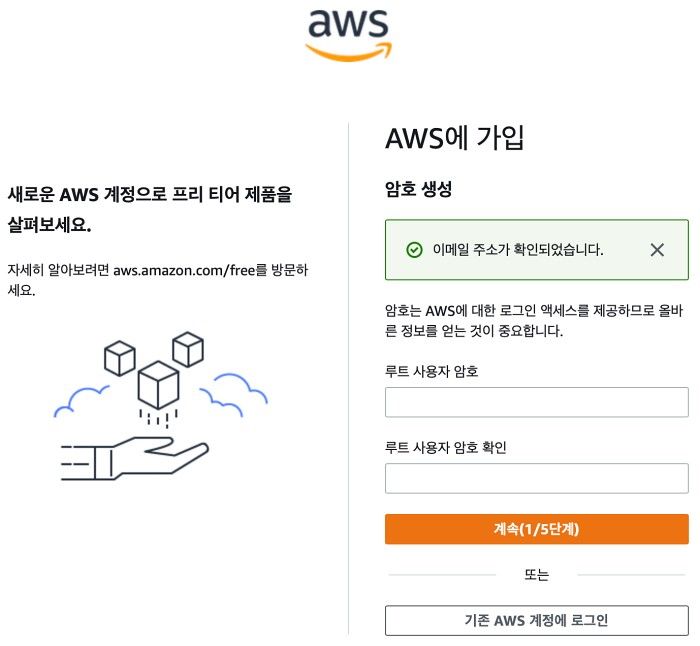 aws
새로운 AWS 계정으로 프리 티어 제품을
살펴보세요.
자세히 알아보려면 aws.amazon.com/free를 방문하
세요.
AWS에 가입
암호 생성
이메일 주소가 확인되었습니다.
암호는 AWS에 대한 로그인 액세스를 제공하므로 올바
른 정보를 얻는 것이 중요합니다.
루트 사용자 암호
루트 사용자 암호 확인
계속(1/5단계)
또는
기존 AWS 계정에 로그인